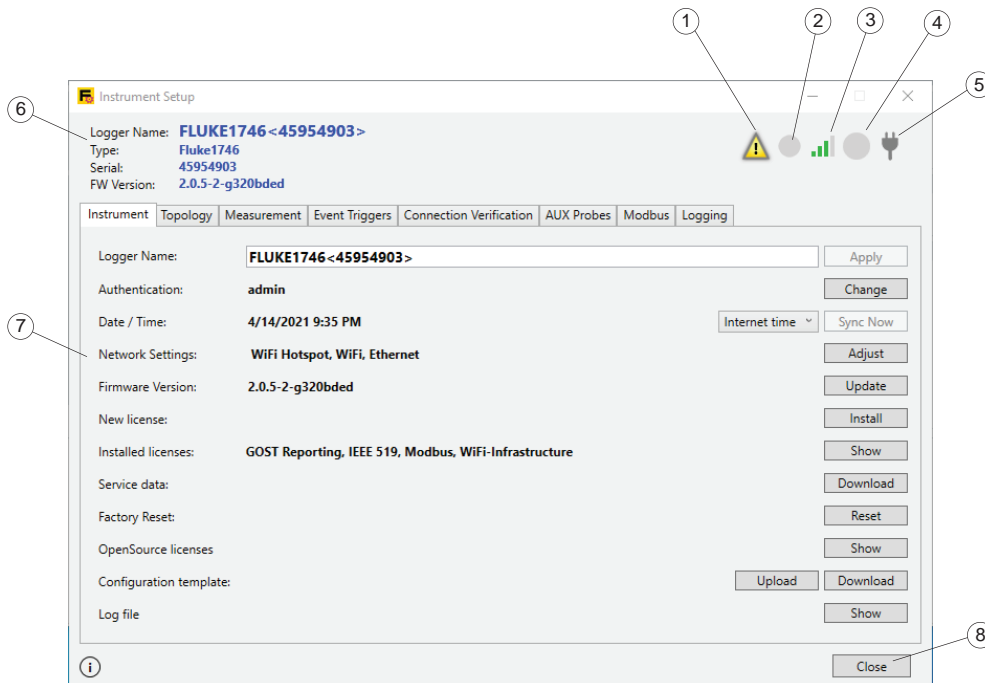 1
2
3
4
5
6
7
8
Instrument Setup
Logger Name: FLUKE1746<45954903>
Type: Fluke1746
Serial: 45954903
FW Version: 2.0.5-2-g320bded
Instrument Topology Measurement Event Triggers Connection Verification AUX Probes Modbus Logging
Logger Name: FLUKE1746<45954903> Apply
Authentication: admin Change
Date / Time: 4/14/2021 9:35 PM Internet time Sync Now
Network Settings: WiFi Hotspot, WiFi, Ethernet Adjust
Firmware Version: 2.0.5-2-g320bded Update
New license: Install
Installed licenses: GOST Reporting, IEEE 519, Modbus, WiFi-Infrastructure Show
Service data: Download
Factory Reset: Reset
OpenSource licenses Show
Configuration template: Upload Download
Log file Show
Close